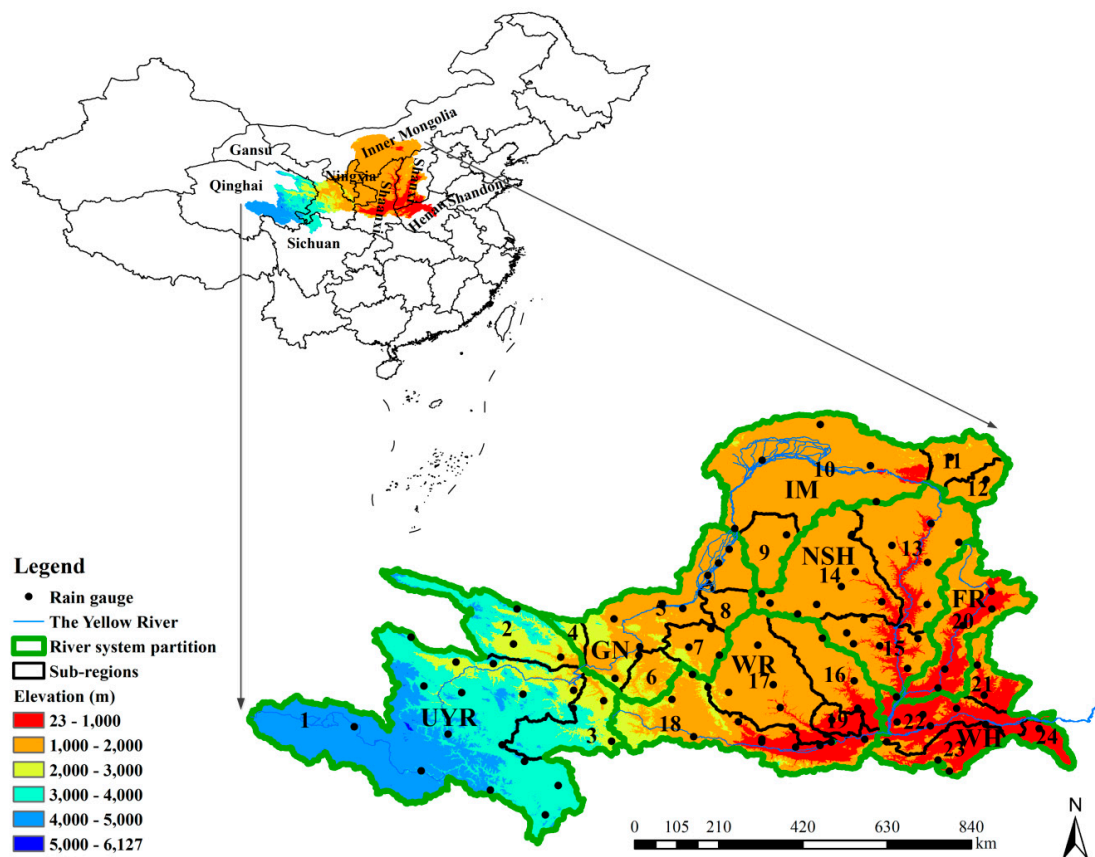 Inner Mongolia
Gansu
Ningxia
Shanxi
Qinghai
Shaanxi
Henan
Shandong
Sichuan
11
10
12
IM
9
NSH
13
14
FR
5
8
2
4
20
GN
7
15
WR
6
21
17
16
UYR
1
18
19
22
3
WH
24
23
Legend
Rain gauge
The Yellow River
River system partition
Sub-regions
Elevation (m)
23 - 1,000
1,000 - 2,000
2,000 - 3,000
3,000 - 4,000
4,000 - 5,000
5,000 - 6,127
N
0 105 210 420 630 840
km